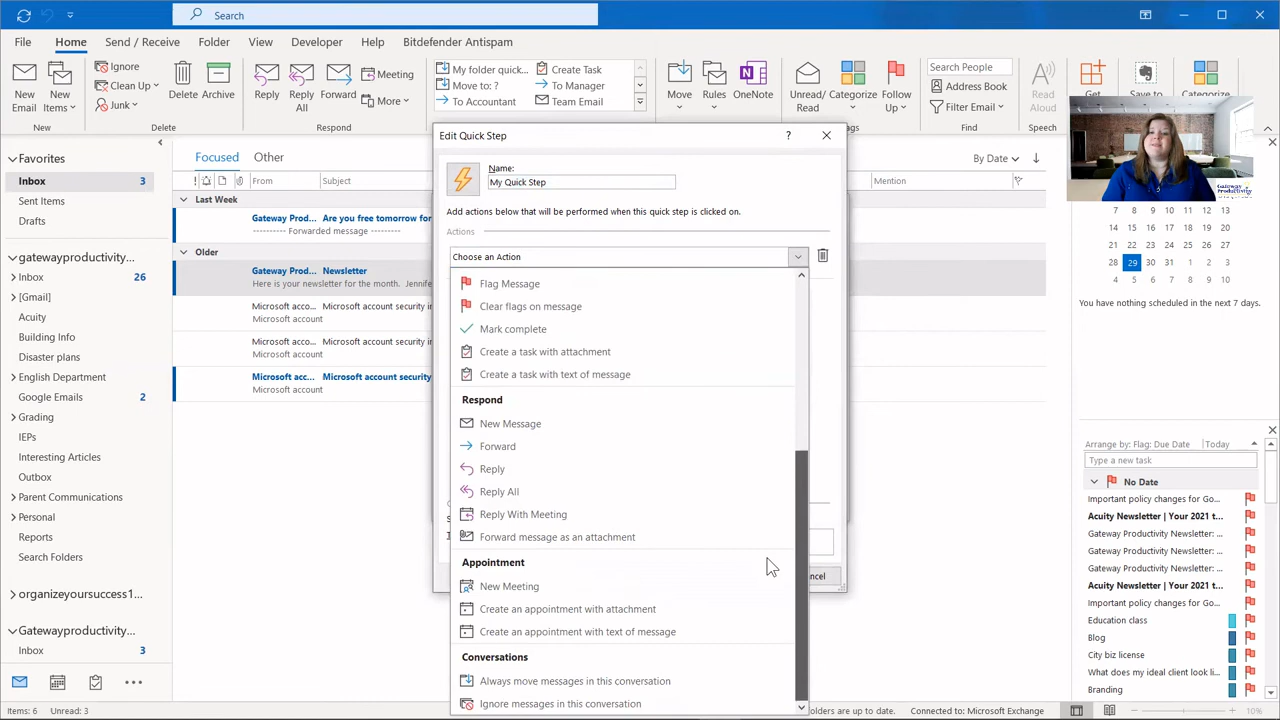 Search
File Home Send / Receive Folder View Developer Help Bitdefender Antispam
New Email
New Items
Ignore
Clean Up
Junk
Delete
Archive
Reply
Reply All
Forward
Meeting
More
My folder quick...
Move to: ?
To Accountant
Create Task
To Manager
Team Email
Move
Rules
OneNote
Unread/ Read
Categorize
Follow Up
Search People
Address Book
Filter Email
Read Aloud
Get
Categorize
New
Delete
Respond
Find
Speech
Favorites
Inbox 3
Sent Items
Drafts
gatewayproductivity...
Inbox 26
[Gmail]
Acuity
Building Info
Disaster plans
English Department
Google Emails 2
Grading
IEPs
Interesting Articles
Outbox
Parent Communications
Personal
Reports
Search Folders
organizeyoursuccess1...
Gatewayproductivity...
Inbox 3
Focused Other
By Date
From Subject
Mention
Last Week
Gateway Prod... Are you free tomorrow for
---------- Forwarded message ---------
Older
Gateway Prod... Newsletter
Here is your newsletter for the month. Jennife
Microsoft acco... Microsoft account security in
Microsoft account
Microsoft acco... Microsoft account security in
Microsoft account
Microsoft acc... Microsoft account security
Microsoft account
Edit Quick Step
? 
Name:
My Quick Step
Add actions below that will be performed when this quick step is clicked on.
Actions
Choose an Action
Flag Message
Clear flags on message
Mark complete
Create a task with attachment
Create a task with text of message
Respond
New Message
Forward
Reply
Reply All
Reply With Meeting
Forward message as an attachment
Appointment
New Meeting
Create an appointment with attachment
Create an appointment with text of message
Conversations
Always move messages in this conversation
Ignore messages in this conversation
Gateway
Productivity
7 8 9 10 11 12 13
14 15 16 17 18 19 20
21 22 23 24 25 26 27
28 29 30 31 1 2 3
4 5 6 7 8 9 10
You have nothing scheduled in the next 7 days.
Arrange by: Flag: Due Date Today
Type a new task
No Date
Important policy changes for Go...
Acuity Newsletter | Your 2021 t...
Gateway Productivity Newsletter: ...
Gateway Productivity Newsletter: ...
Gateway Productivity Newsletter: ...
Acuity Newsletter | Your 2021 t...
Important policy changes for Go...
Education class
Blog
City biz license
What does my ideal client look li...
Branding
Items: 6 Unread: 3
olders are up to date. Connected to: Microsoft Exchange
10%